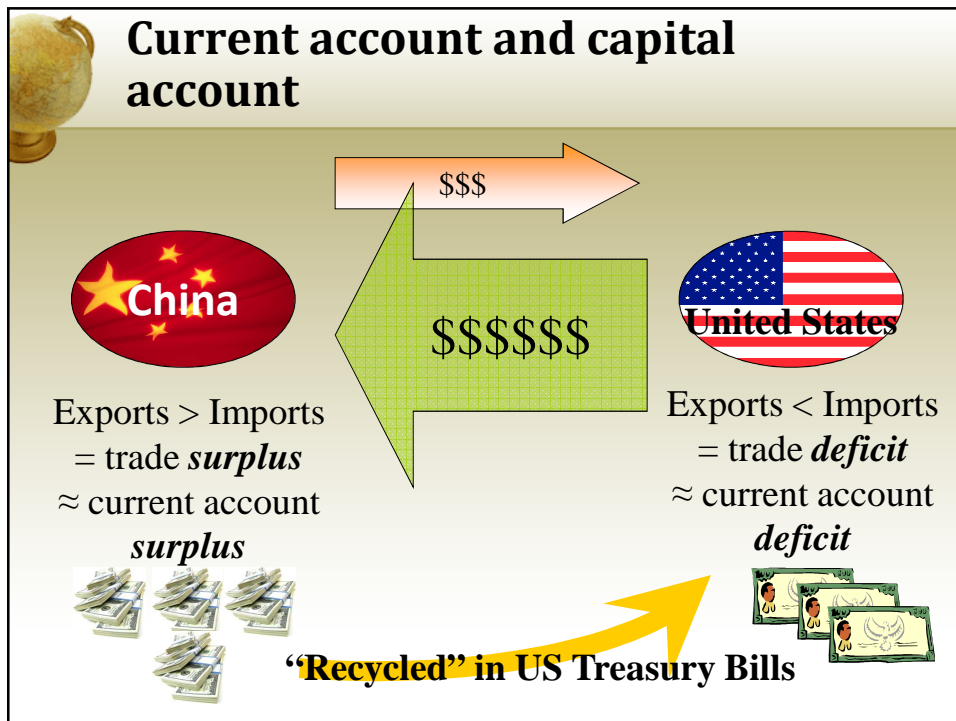 Current account and capital
account
$$$
China
$$$$$$
United States
Exports > Imports
= trade surplus
≈ current account
surplus
Exports < Imports
= trade deficit
≈ current account
deficit
“Recycled” in US Treasury Bills